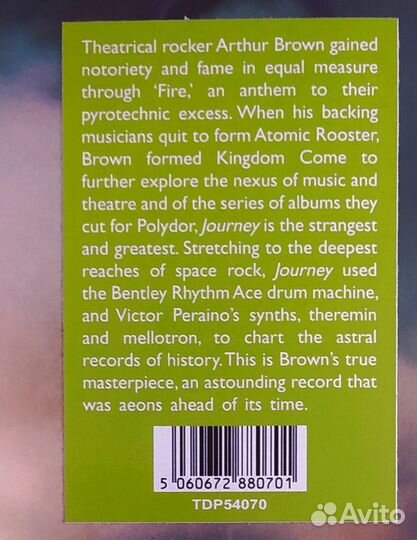 Theatrical rocker Arthur Brown gained
notoriety and fame in equal measure
through ‘Fire,’ an anthem to their
pyrotechnic excess. When his backing
musicians quit to form Atomic Rooster,
Brown formed Kingdom Come to
further explore the nexus of music and
theatre and of the series of albums they
cut for Polydor, Journey is the strangest
and greatest. Stretching to the deepest
reaches of space rock, Journey used
the Bentley Rhythm Ace drum machine,
and Victor Peraino’s synths, theremin
and mellotron, to chart the astral
records of history. This is Brown’s true
masterpiece, an astounding record that
was aeons ahead of its time.
5 060672 880701
TDP54070
Avito